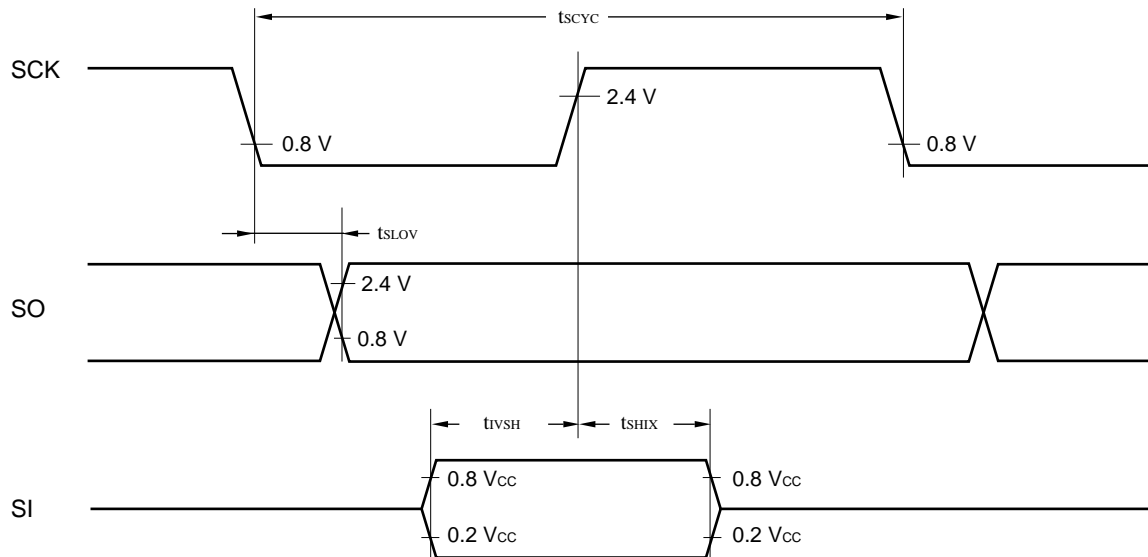 tSCYC
SCK
2.4 V
0.8 V
0.8 V
tSLOV
2.4 V
SO
0.8 V
tIVSH
tSHIX
0.8 VCC
0.8 VCC
SI
0.2 VCC
0.2 VCC